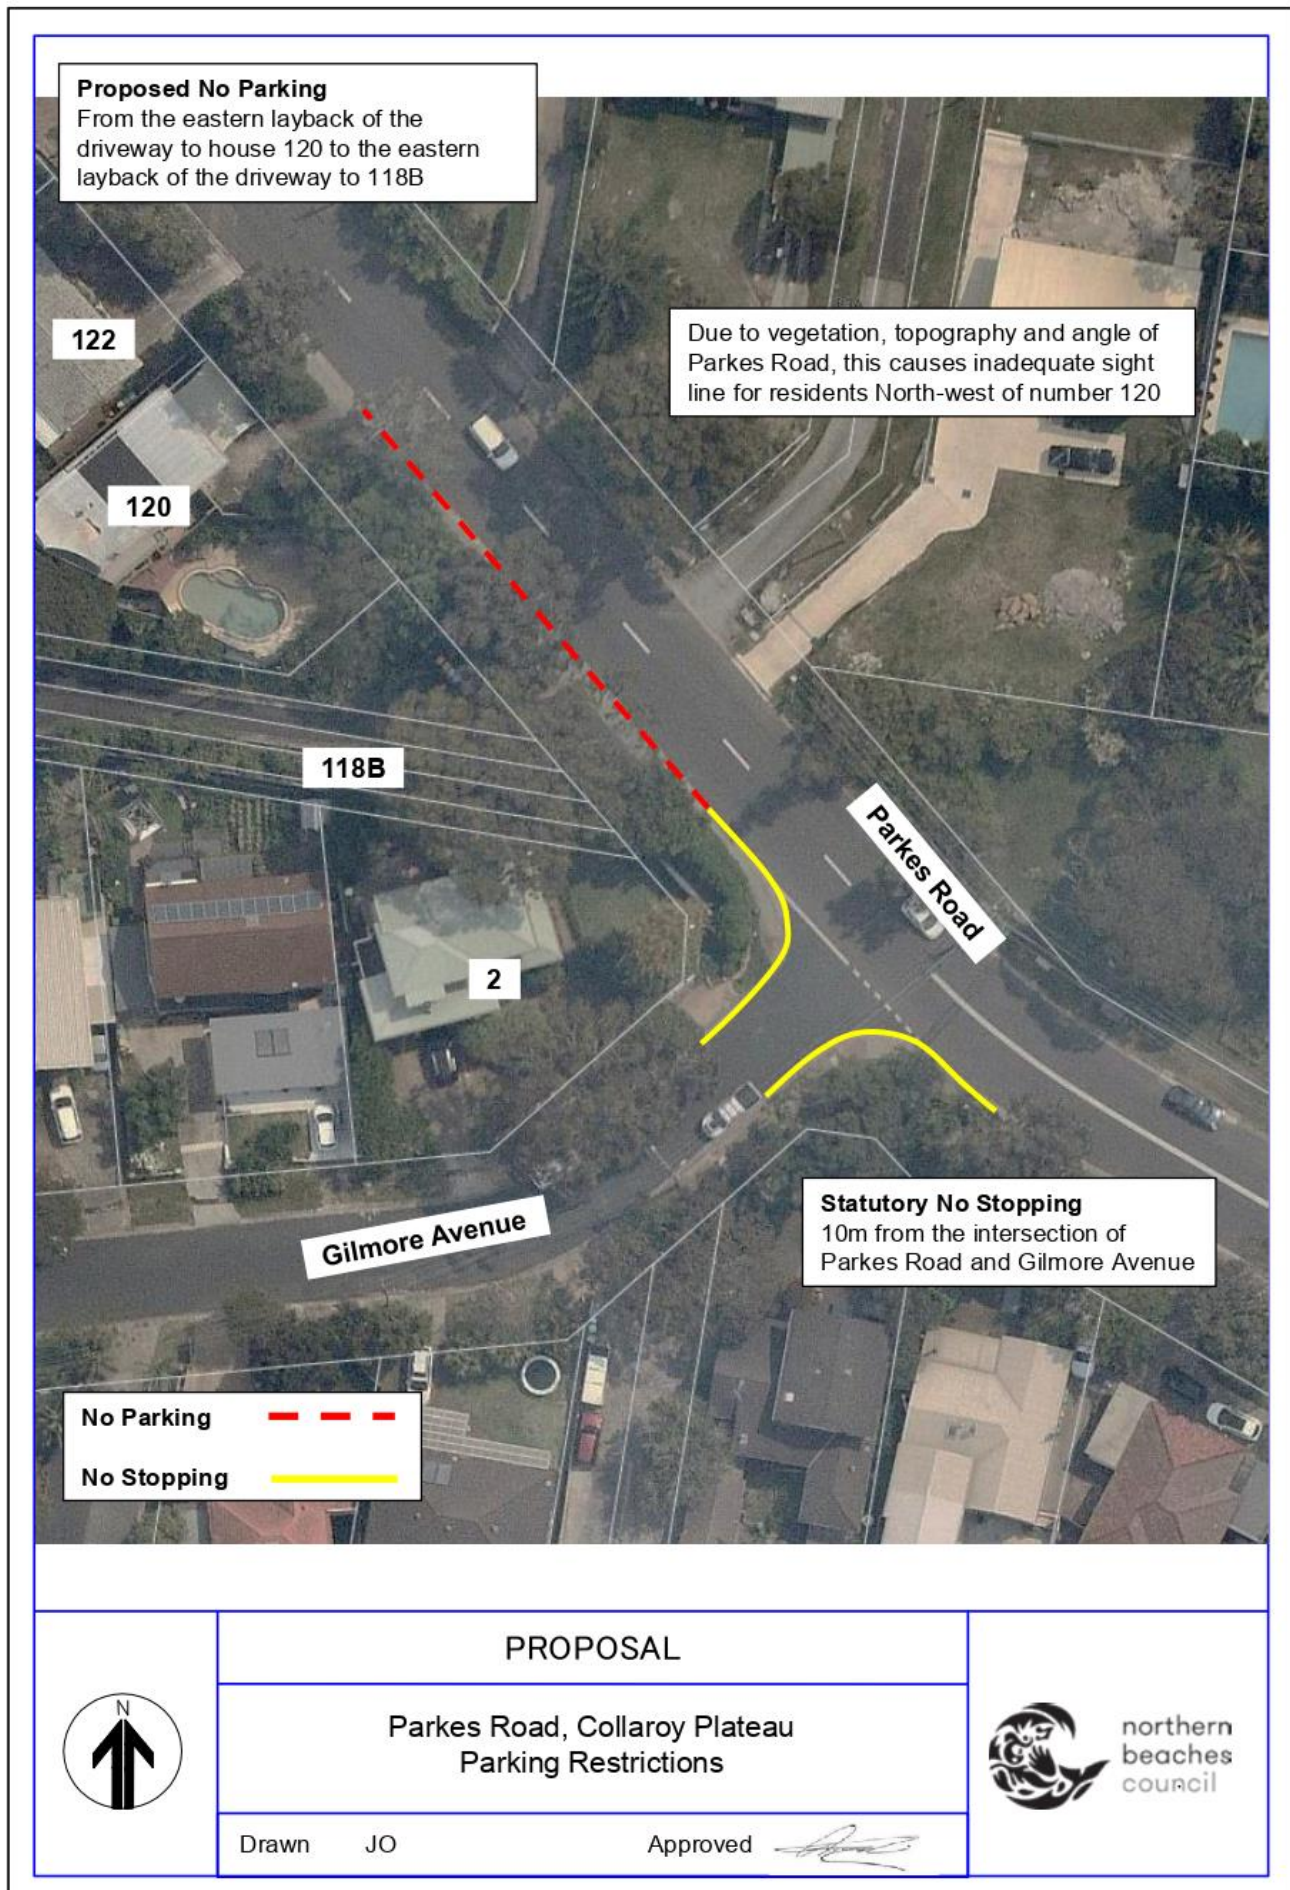 Proposed No Parking
From the eastern layback of the
driveway to house 120 to the eastern
layback of the driveway to 118B
122
Due to vegetation, topography and angle of
Parkes Road, this causes inadequate sight
line for residents North-west of number 120
120
118B
Parkes Road
2
Statutory No Stopping
10m from the intersection of
Parkes Road and Gilmore Avenue
Gilmore Avenue
No Parking
No Stopping
PROPOSAL
N
Parkes Road, Collaroy Plateau
Parking Restrictions
northern
beaches
council
Drawn JO Approved